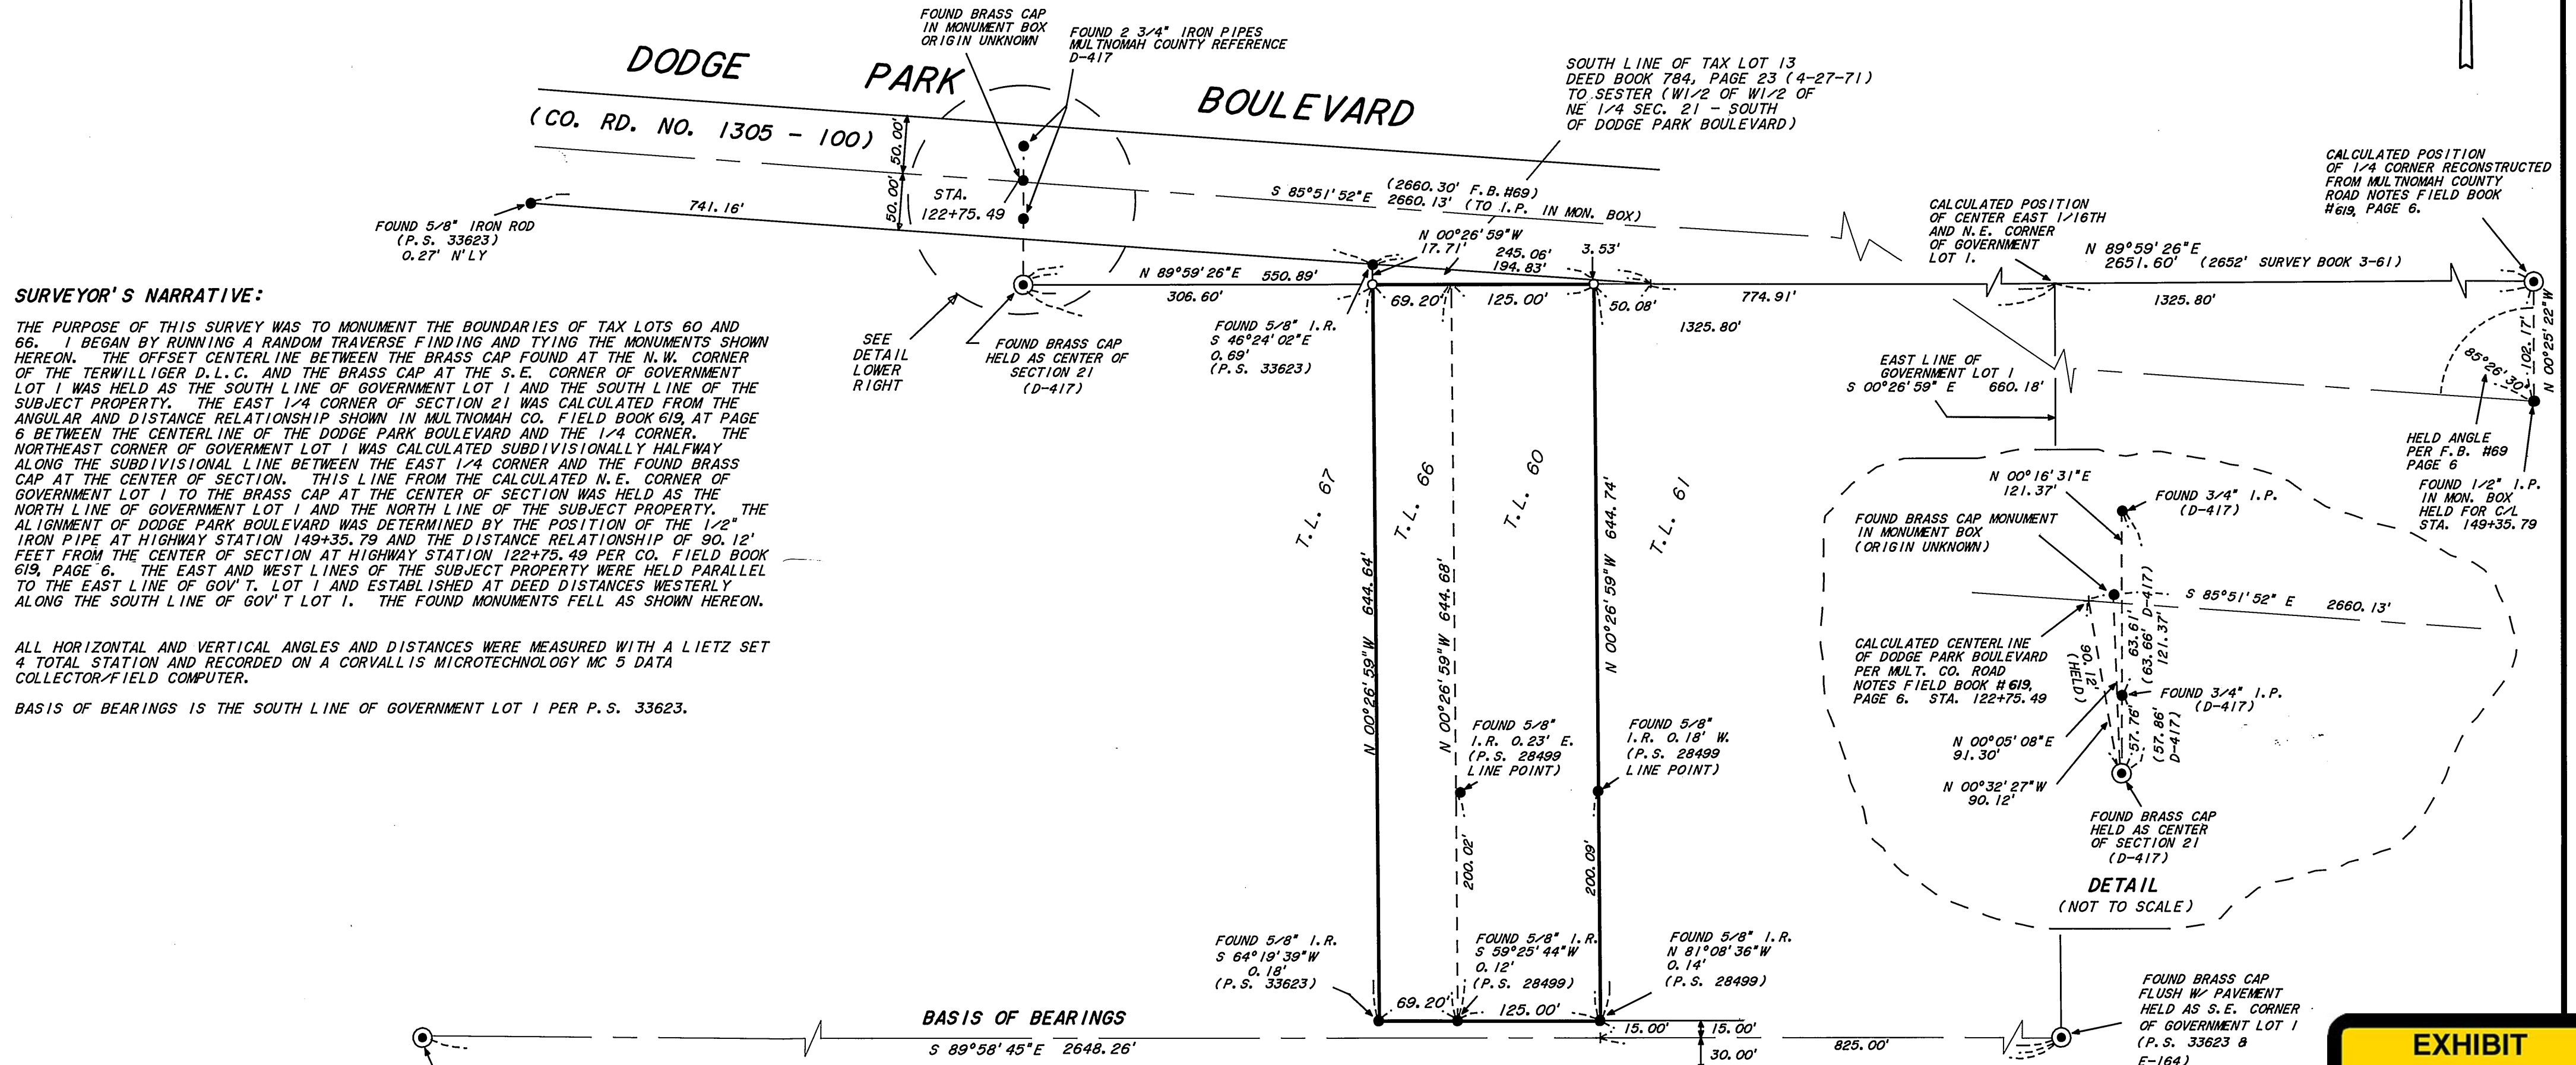 FOUND BRASS CAP
IN MONUMENT BOX
ORIGIN UNKNOWN
FOUND 2 3/4" IRON PIPES
MULTNOMAH COUNTY REFERENCE
D-417
DODGE PARK BOULEVARD
(CO. RD. NO. 1305 - 100)
50.00'
50.00'
STA.
122+75.49
741.16'
FOUND 5/8" IRON ROD
(P.S. 33623)
0.27' N'LY
SOUTH LINE OF TAX LOT 13
DEED BOOK 784, PAGE 23 (4-27-71)
TO SESTER (W1/2 OF W1/2 OF
NE 1/4 SEC. 21 - SOUTH
OF DODGE PARK BOULEVARD)
S 85°51'52"E
(2660.30' F.B.#69)
2660.13' (TO I.P. IN MON. BOX)
N 00°26'59"W
17.71'
245.06'
194.83'
3.53'
N 89°59'26"E 550.89'
306.60'
69.20'
125.00'
50.08'
774.91'
1325.80'
CALCULATED POSITION
OF CENTER EAST 1/16TH
AND N.E. CORNER
OF GOVERNMENT
LOT 1.
N 89°59'26"E
2651.60' (2652' SURVEY BOOK 3-61)
1325.80'
CALCULATED POSITION
OF 1/4 CORNER RECONSTRUCTED
FROM MULTNOMAH COUNTY
ROAD NOTES FIELD BOOK
#619, PAGE 6.
N 00°25'22"W
102.17'
85°26'30"
HELD ANGLE
PER F.B. #69
PAGE 6
FOUND 1/2" I.P.
IN MON. BOX
HELD FOR C/L
STA. 149+35.79
EAST LINE OF
GOVERNMENT LOT 1
S 00°26'59" E 660.18'
SEE
DETAIL
LOWER
RIGHT
FOUND BRASS CAP
HELD AS CENTER OF
SECTION 21
(D-417)
FOUND 5/8" I.R.
S 46°24'02"E
0.69'
(P.S. 33623)
SURVEYOR'S NARRATIVE:
THE PURPOSE OF THIS SURVEY WAS TO MONUMENT THE BOUNDARIES OF TAX LOTS 60 AND
66. I BEGAN BY RUNNING A RANDOM TRAVERSE FINDING AND TYING THE MONUMENTS SHOWN
HEREON. THE OFFSET CENTERLINE BETWEEN THE BRASS CAP FOUND AT THE N.W. CORNER
OF THE TERWILLIGER D.L.C. AND THE BRASS CAP AT THE S.E. CORNER OF GOVERNMENT
LOT 1 WAS HELD AS THE SOUTH LINE OF GOVERNMENT LOT 1 AND THE SOUTH LINE OF THE
SUBJECT PROPERTY. THE EAST 1/4 CORNER OF SECTION 21 WAS CALCULATED FROM THE
ANGULAR AND DISTANCE RELATIONSHIP SHOWN IN MULTNOMAH CO. FIELD BOOK 619, AT PAGE
6 BETWEEN THE CENTERLINE OF THE DODGE PARK BOULEVARD AND THE 1/4 CORNER. THE
NORTHEAST CORNER OF GOVERMENT LOT 1 WAS CALCULATED SUBDIVISIONALLY HALFWAY
ALONG THE SUBDIVISIONAL LINE BETWEEN THE EAST 1/4 CORNER AND THE FOUND BRASS
CAP AT THE CENTER OF SECTION. THIS LINE FROM THE CALCULATED N.E. CORNER OF
GOVERNMENT LOT 1 TO THE BRASS CAP AT THE CENTER OF SECTION WAS HELD AS THE
NORTH LINE OF GOVERNMENT LOT 1 AND THE NORTH LINE OF THE SUBJECT PROPERTY. THE
ALIGNMENT OF DODGE PARK BOULEVARD WAS DETERMINED BY THE POSITION OF THE 1/2"
IRON PIPE AT HIGHWAY STATION 149+35.79 AND THE DISTANCE RELATIONSHIP OF 90.12'
FEET FROM THE CENTER OF SECTION AT HIGHWAY STATION 122+75.49 PER CO. FIELD BOOK
619, PAGE 6. THE EAST AND WEST LINES OF THE SUBJECT PROPERTY WERE HELD PARALLEL
TO THE EAST LINE OF GOV'T. LOT 1 AND ESTABLISHED AT DEED DISTANCES WESTERLY
ALONG THE SOUTH LINE OF GOV'T LOT 1. THE FOUND MONUMENTS FELL AS SHOWN HEREON.
ALL HORIZONTAL AND VERTICAL ANGLES AND DISTANCES WERE MEASURED WITH A LIETZ SET
4 TOTAL STATION AND RECORDED ON A CORVALLIS MICROTECHNOLOGY MC 5 DATA
COLLECTOR/FIELD COMPUTER.
BASIS OF BEARINGS IS THE SOUTH LINE OF GOVERNMENT LOT 1 PER P.S. 33623.
T.L. 67
T.L. 66
T.L. 60
T.L. 61
N 00°26'59"W 644.64'
N 00°26'59"W 644.68'
N 00°26'59"W 644.74'
FOUND 5/8"
I.R. 0.23' E.
(P.S. 28499
LINE POINT)
FOUND 5/8"
I.R. 0.18' W.
(P.S. 28499
LINE POINT)
200.02'
200.09'
FOUND 5/8" I.R.
S 64°19'39"W
0.18'
(P.S. 33623)
FOUND 5/8" I.R.
S 59°25'44"W
0.12'
(P.S. 28499)
FOUND 5/8" I.R.
N 81°08'36"W
0.14'
(P.S. 28499)
69.20'
125.00'
15.00'
15.00'
30.00'
825.00'
BASIS OF BEARINGS
S 89°58'45"E 2648.26'
N 00°16'31"E
121.37'
FOUND 3/4" I.P.
(D-417)
FOUND BRASS CAP MONUMENT
IN MONUMENT BOX
(ORIGIN UNKNOWN)
S 85°51'52" E 2660.13'
CALCULATED CENTERLINE
OF DODGE PARK BOULEVARD
PER MULT. CO. ROAD
NOTES FIELD BOOK #619,
PAGE 6. STA. 122+75.49
90.12'
(HELD)
63.61'
(63.66' D-417)
121.37'
FOUND 3/4" I.P.
(D-417)
57.76'
(57.86'
D-417)
N 00°05'08"E
91.30'
N 00°32'27"W
90.12'
FOUND BRASS CAP
HELD AS CENTER
OF SECTION 21
(D-417)
DETAIL
(NOT TO SCALE)
FOUND BRASS CAP
FLUSH W/ PAVEMENT
HELD AS S.E. CORNER
OF GOVERNMENT LOT 1
(P.S. 33623 &
E-164)
EXHIBIT